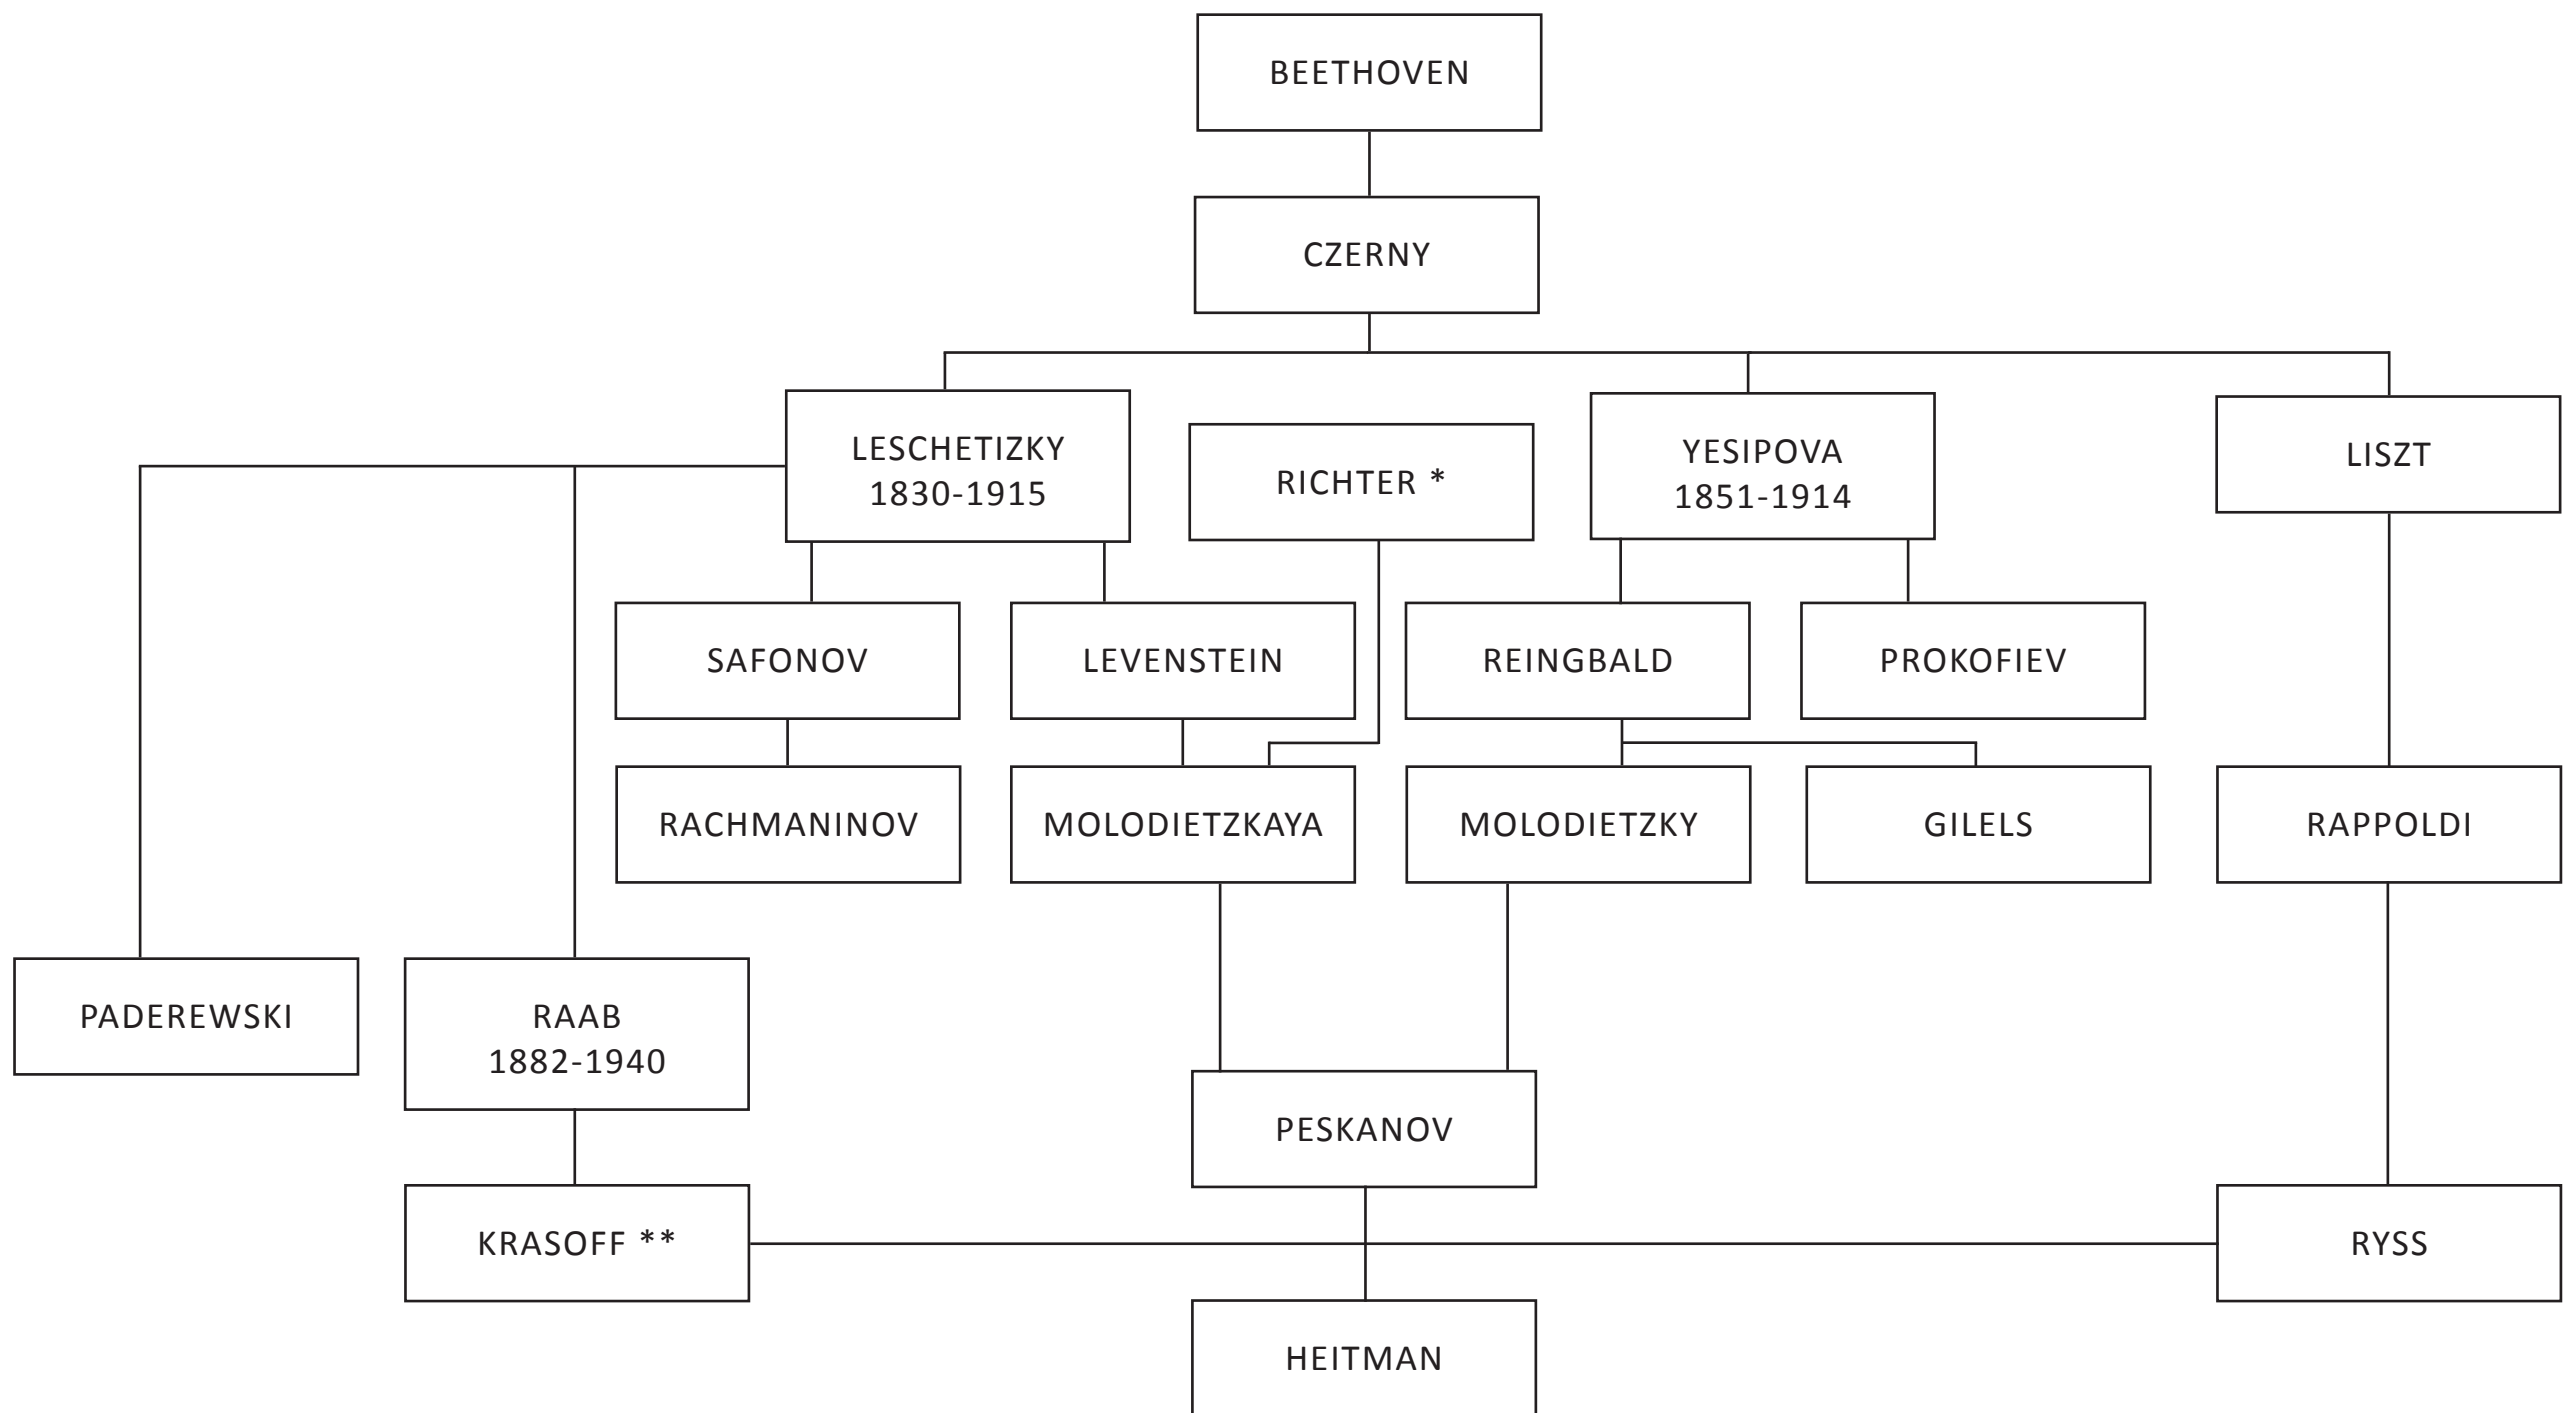 BEETHOVEN
CZERNY
LESCHETIZKY
1830-1915
RICHTER *
YESIPOVA
1851-1914
LISZT
SAFONOV
LEVENSTEIN
REINGBALD
PROKOFIEV
RACHMANINOV
MOLODIETZKAYA
MOLODIETZKY
GILELS
RAPPOLDI
PADEREWSKI
RAAB
1882-1940
PESKANOV
KRASOFF **
RYSS
HEITMAN